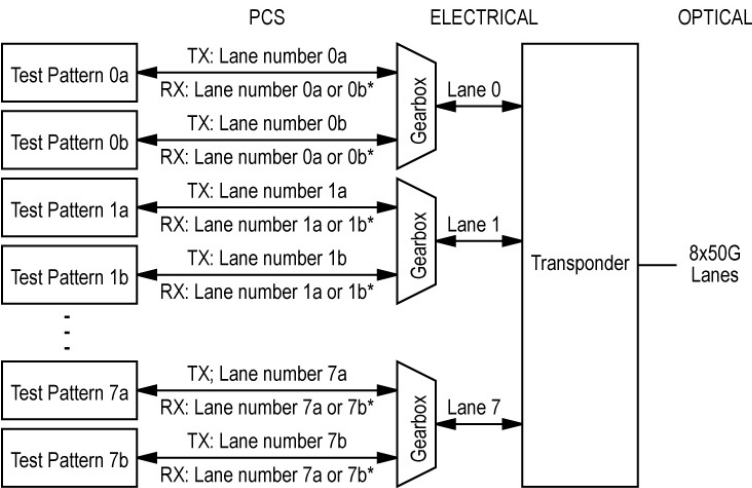 PCS ELECTRICAL OPTICAL
Test Pattern 0a
TX: Lane number 0a
RX: Lane number 0a or 0b*
Test Pattern 0b
TX: Lane number 0b
RX: Lane number 0a or 0b*
Gearbox
Lane 0
Test Pattern 1a
TX: Lane number 1a
RX: Lane number 1a or 1b*
Test Pattern 1b
TX: Lane number 1b
RX: Lane number 1a or 1b*
Gearbox
Lane 1
Transponder
8x50G
Lanes
Test Pattern 7a
TX; Lane number 7a
RX: Lane number 7a or 7b*
Test Pattern 7b
TX: Lane number 7b
RX: Lane number 7a or 7b*
Gearbox
Lane 7